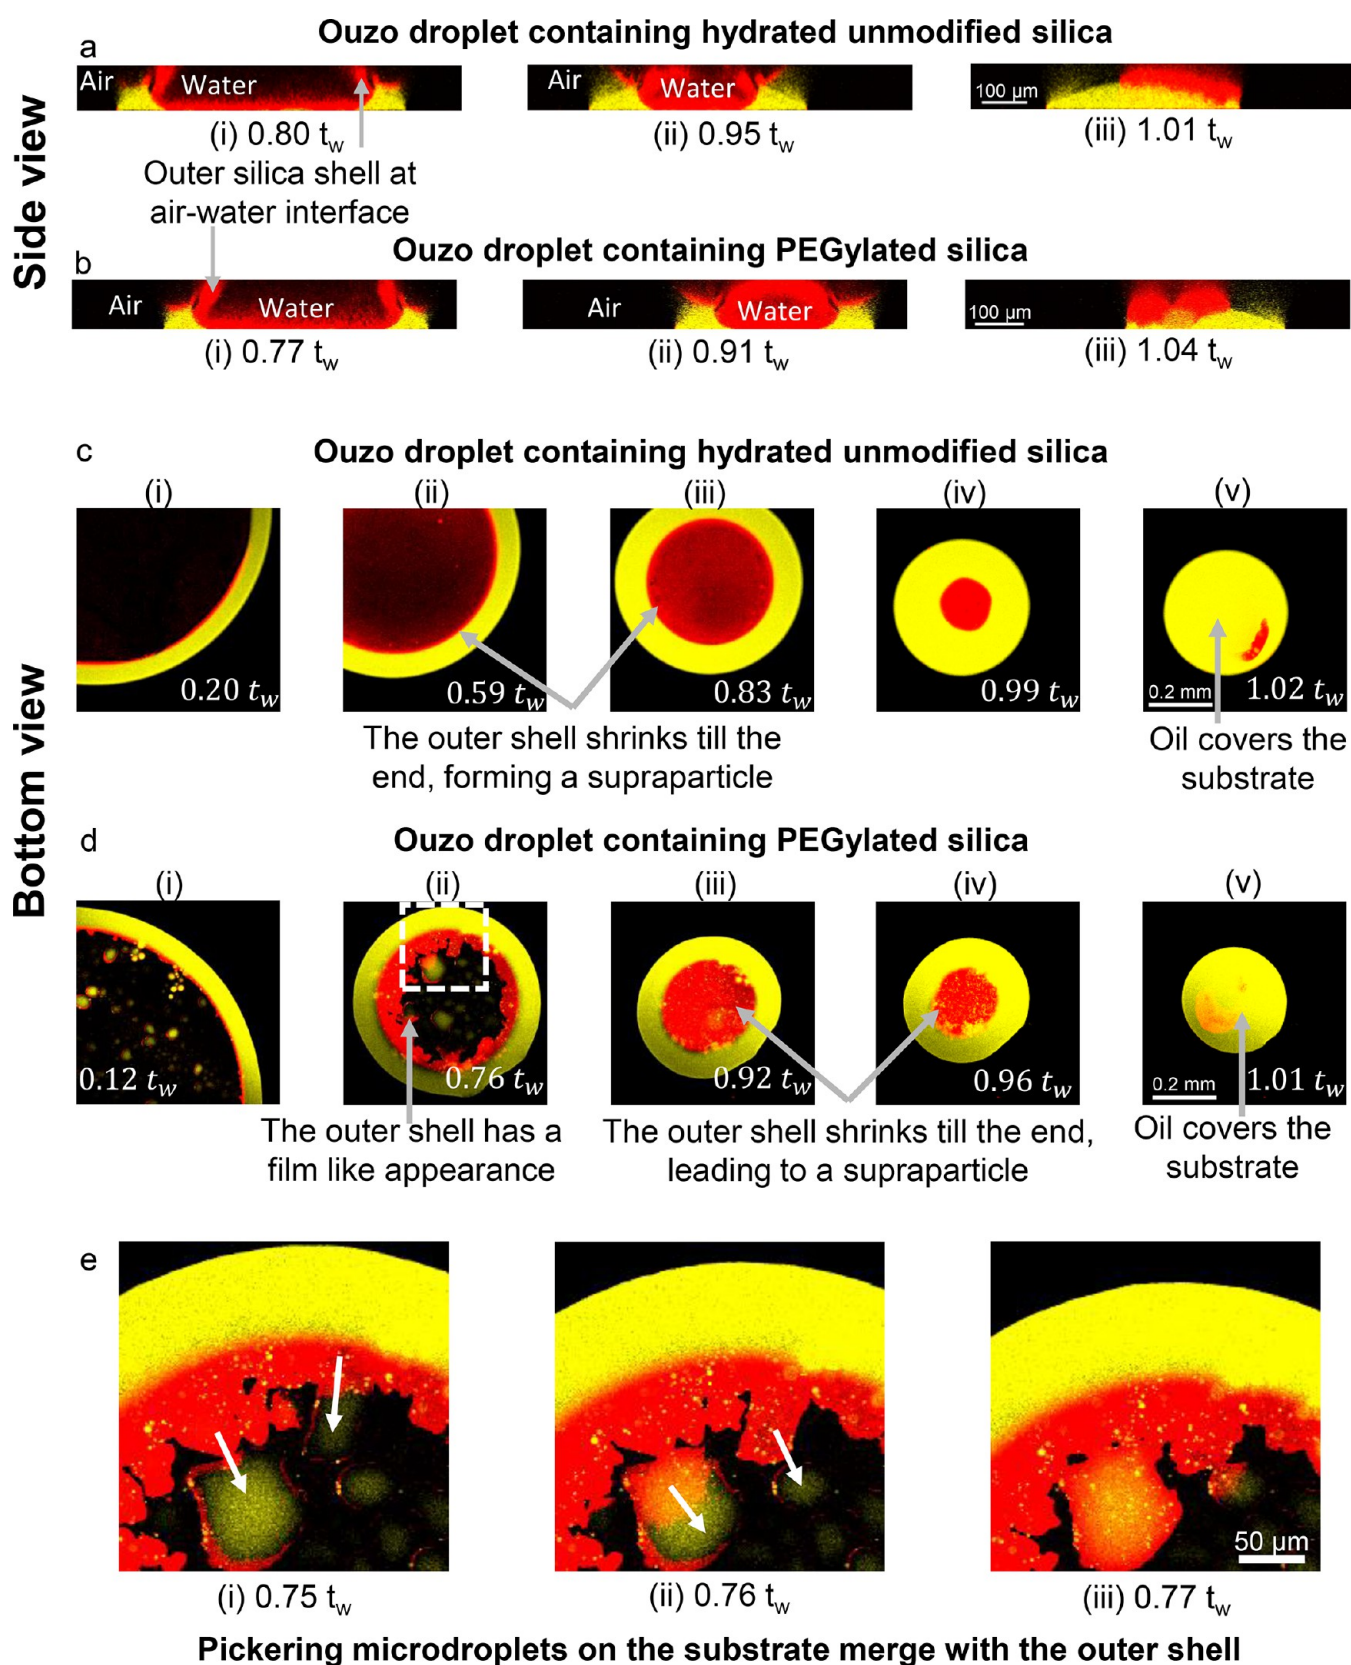 Side view
Ouzo droplet containing hydrated unmodified silica
a
Air
Water
Air
Water
100 µm
(i) 0.80 tw
(ii) 0.95 tw
(iii) 1.01 tw
Outer silica shell at
air-water interface
Ouzo droplet containing PEGylated silica
b
Air
Water
Air
Water
100 µm
(i) 0.77 tw
(ii) 0.91 tw
(iii) 1.04 tw
Bottom view
c
Ouzo droplet containing hydrated unmodified silica
(i)
(ii)
(iii)
(iv)
(v)
0.20 tw
0.59 tw
0.83 tw
0.99 tw
0.2 mm
1.02 tw
The outer shell shrinks till the
end, forming a supraparticle
Oil covers the
substrate
d
Ouzo droplet containing PEGylated silica
(i)
(ii)
(iii)
(iv)
(v)
0.12 tw
0.76 tw
0.92 tw
0.96 tw
0.2 mm
1.01 tw
The outer shell has a
film like appearance
The outer shell shrinks till the end,
leading to a supraparticle
Oil covers the
substrate
e
50 µm
(i) 0.75 tw
(ii) 0.76 tw
(iii) 0.77 tw
Pickering microdroplets on the substrate merge with the outer shell